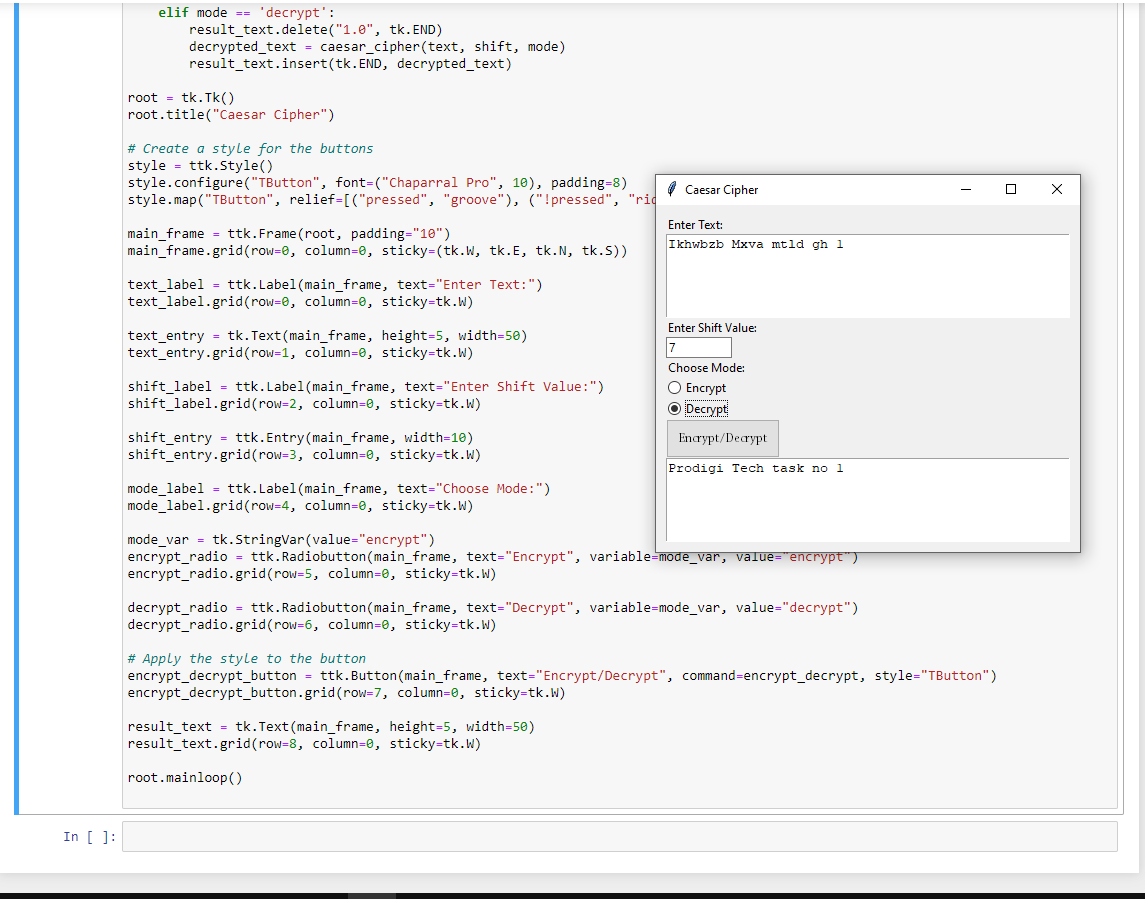 elif mode == 'decrypt':
result_text.delete("1.0", tk.END)
decrypted_text = caesar_cipher(text, shift, mode)
result_text.insert(tk.END, decrypted_text)
root = tk.Tk()
root.title("Caesar Cipher")
# Create a style for the buttons
style = ttk.Style()
style.configure("TButton", font=("Chaparral Pro", 10), padding=8)
style.map("TButton", relief=[("pressed", "groove"), ("!pressed",
main_frame = ttk.Frame(root, padding="10")
main_frame.grid(row=0, column=0, sticky=(tk.W, tk.E, tk.N, tk.S))
text_label = ttk.Label(main_frame, text="Enter Text:")
text_label.grid(row=0, column=0, sticky=tk.W)
text_entry = tk.Text(main_frame, height=5, width=50)
text_entry.grid(row=1, column=0, sticky=tk.W)
shift_label = ttk.Label(main_frame, text="Enter Shift Value:")
shift_label.grid(row=2, column=0, sticky=tk.W)
shift_entry = ttk.Entry(main_frame, width=10)
shift_entry.grid(row=3, column=0, sticky=tk.W)
mode_label = ttk.Label(main_frame, text="Choose Mode:")
mode_label.grid(row=4, column=0, sticky=tk.W)
mode_var = tk.StringVar(value="encrypt")
encrypt_radio = ttk.Radiobutton(main_frame, text="Encrypt", variable=mode_var, value="encrypt")
encrypt_radio.grid(row=5, column=0, sticky=tk.W)
decrypt_radio = ttk.Radiobutton(main_frame, text="Decrypt", variable=mode_var, value="decrypt")
decrypt_radio.grid(row=6, column=0, sticky=tk.W)
# Apply the style to the button
encrypt_decrypt_button = ttk.Button(main_frame, text="Encrypt/Decrypt", command=encrypt_decrypt, style="TButton")
encrypt_decrypt_button.grid(row=7, column=0, sticky=tk.W)
result_text = tk.Text(main_frame, height=5, width=50)
result_text.grid(row=8, column=0, sticky=tk.W)
root.mainloop()
In [ ]:
Caesar Cipher
Enter Text:
Ikhwbzb Mxva mtld gh 1
Enter Shift Value:
7
Choose Mode:
Encrypt
Decrypt
Encrypt/Decrypt
Prodigi Tech task no 1